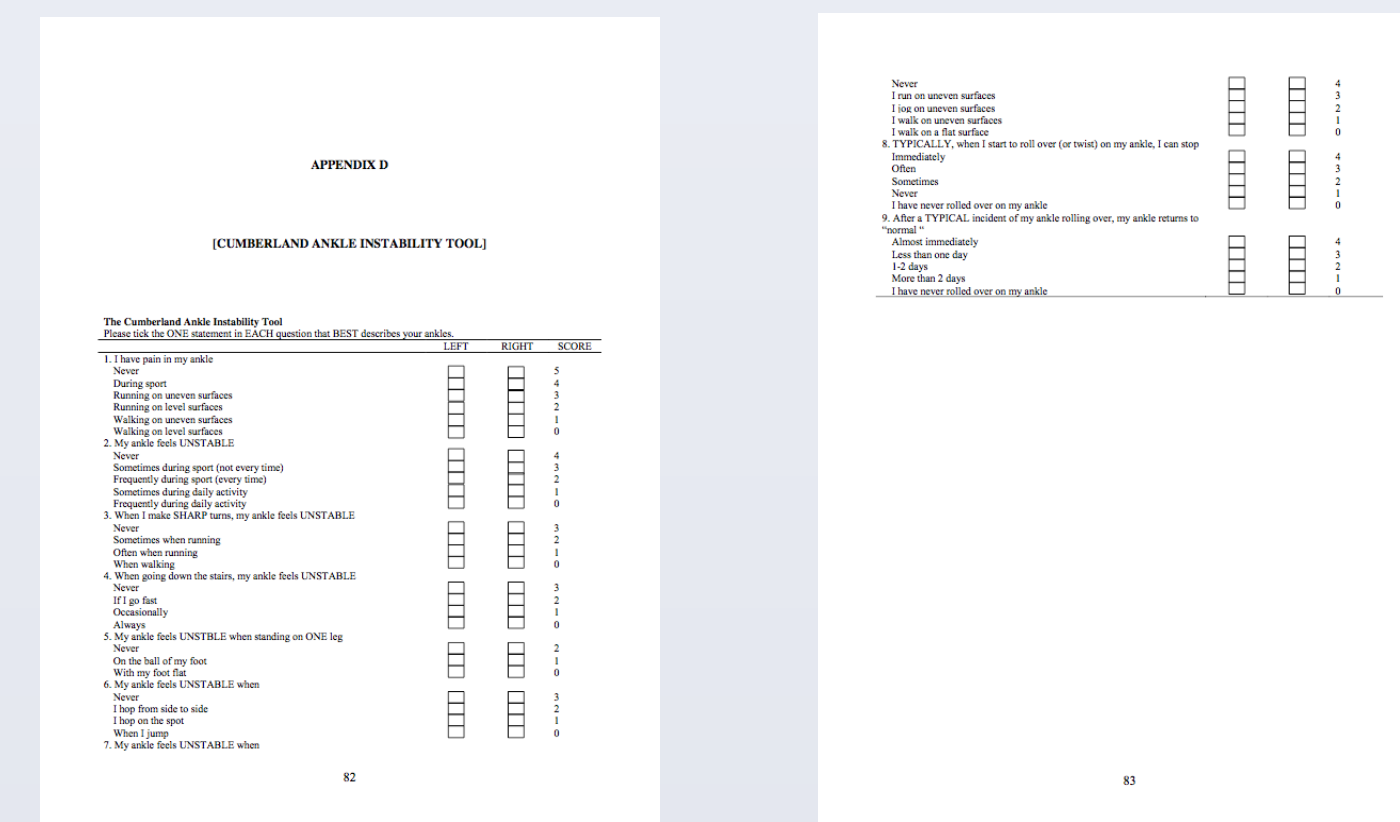 APPENDIX D
[CUMBERLAND ANKLE INSTABILITY TOOL]
The Cumberland Ankle Instability Tool
Please tick the ONE statement in EACH question that BEST describes your ankles.
LEFT RIGHT SCORE
1. I have pain in my ankle
Never 5
During sport 4
Running on uneven surfaces 3
Running on level surfaces 2
Walking on uneven surfaces 1
Walking on level surfaces 0
2. My ankle feels UNSTABLE
Never 4
Sometimes during sport (not every time) 3
Frequently during sport (every time) 2
Sometimes during daily activity 1
Frequently during daily activity 0
3. When I make SHARP turns, my ankle feels UNSTABLE
Never 3
Sometimes when running 2
Often when running 1
When walking 0
4. When going down the stairs, my ankle feels UNSTABLE
Never 3
If I go fast 2
Occasionally 1
Always 0
5. My ankle feels UNSTBLE when standing on ONE leg
Never 2
On the ball of my foot 1
With my foot flat 0
6. My ankle feels UNSTABLE when
Never 3
I hop from side to side 2
I hop on the spot 1
When I jump 0
7. My ankle feels UNSTABLE when
82
Never 4
I run on uneven surfaces 3
I jog on uneven surfaces 2
I walk on uneven surfaces 1
I walk on a flat surface 0
8. TYPICALLY, when I start to roll over (or twist) on my ankle, I can stop
Immediately 4
Often 3
Sometimes 2
Never 1
I have never rolled over on my ankle 0
9. After a TYPICAL incident of my ankle rolling over, my ankle returns to
"normal "
Almost immediately 4
Less than one day 3
1-2 days 2
More than 2 days 1
I have never rolled over on my ankle 0
83